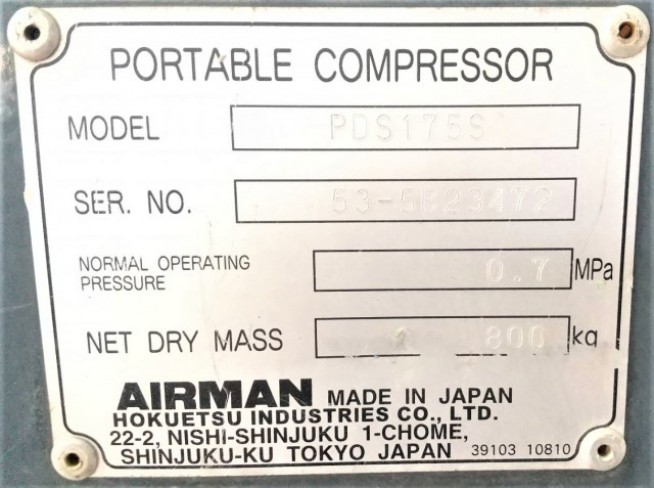 PORTABLE COMPRESSOR
MODEL PDS175S
SER. NO.
NORMAL OPERATING
PRESSURE 0.7 MPa
NET DRY MASS 800 kg
AIRMAN MADE IN JAPAN
HOKUETSU INDUSTRIES CO., LTD.
22-2, NISHI-SHINJUKU 1-CHOME,
SHINJUKU-KU TOKYO JAPAN 39103 10810